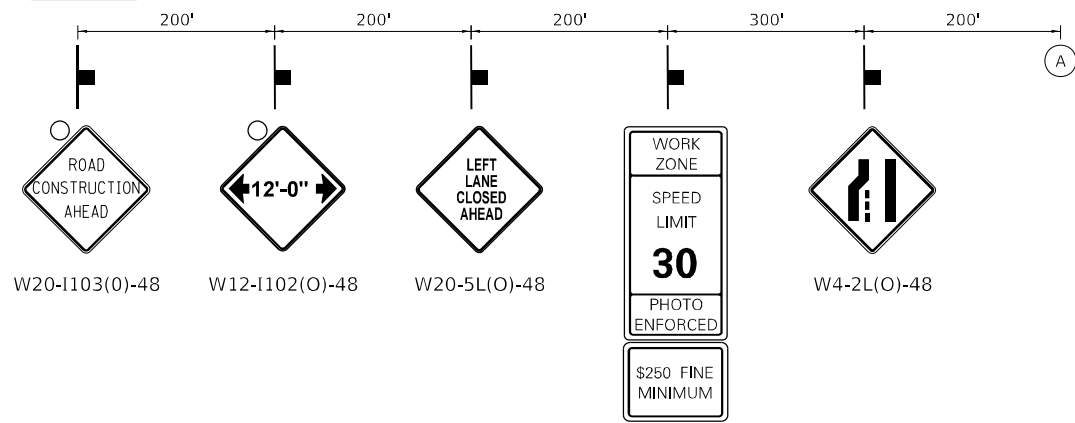 200' 200' 200' 300' 200'
A
ROAD
CONSTRUCTION
AHEAD
W20-I103(0)-48
12'-0"
W12-I102(O)-48
LEFT
LANE
CLOSED
AHEAD
W20-5L(O)-48
WORK
ZONE
SPEED
LIMIT
30
PHOTO
ENFORCED
$250 FINE
MINIMUM
W4-2L(O)-48